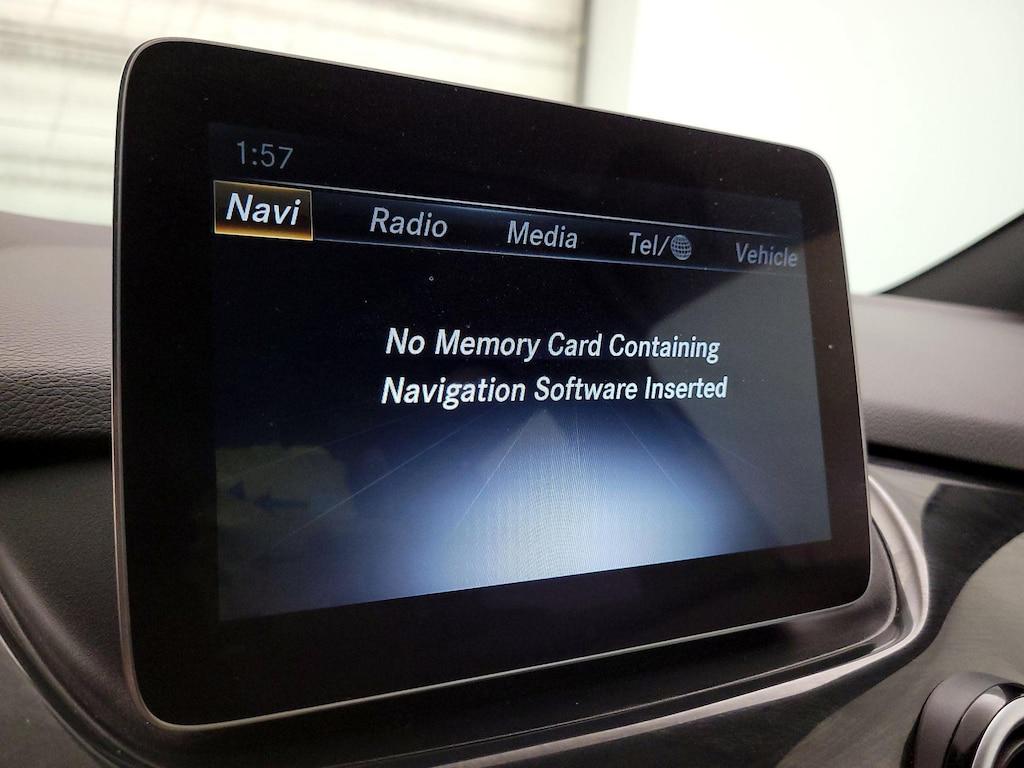 1:57
Navi Radio Media Tel/ Vehicle
No Memory Card Containing
Navigation Software Inserted